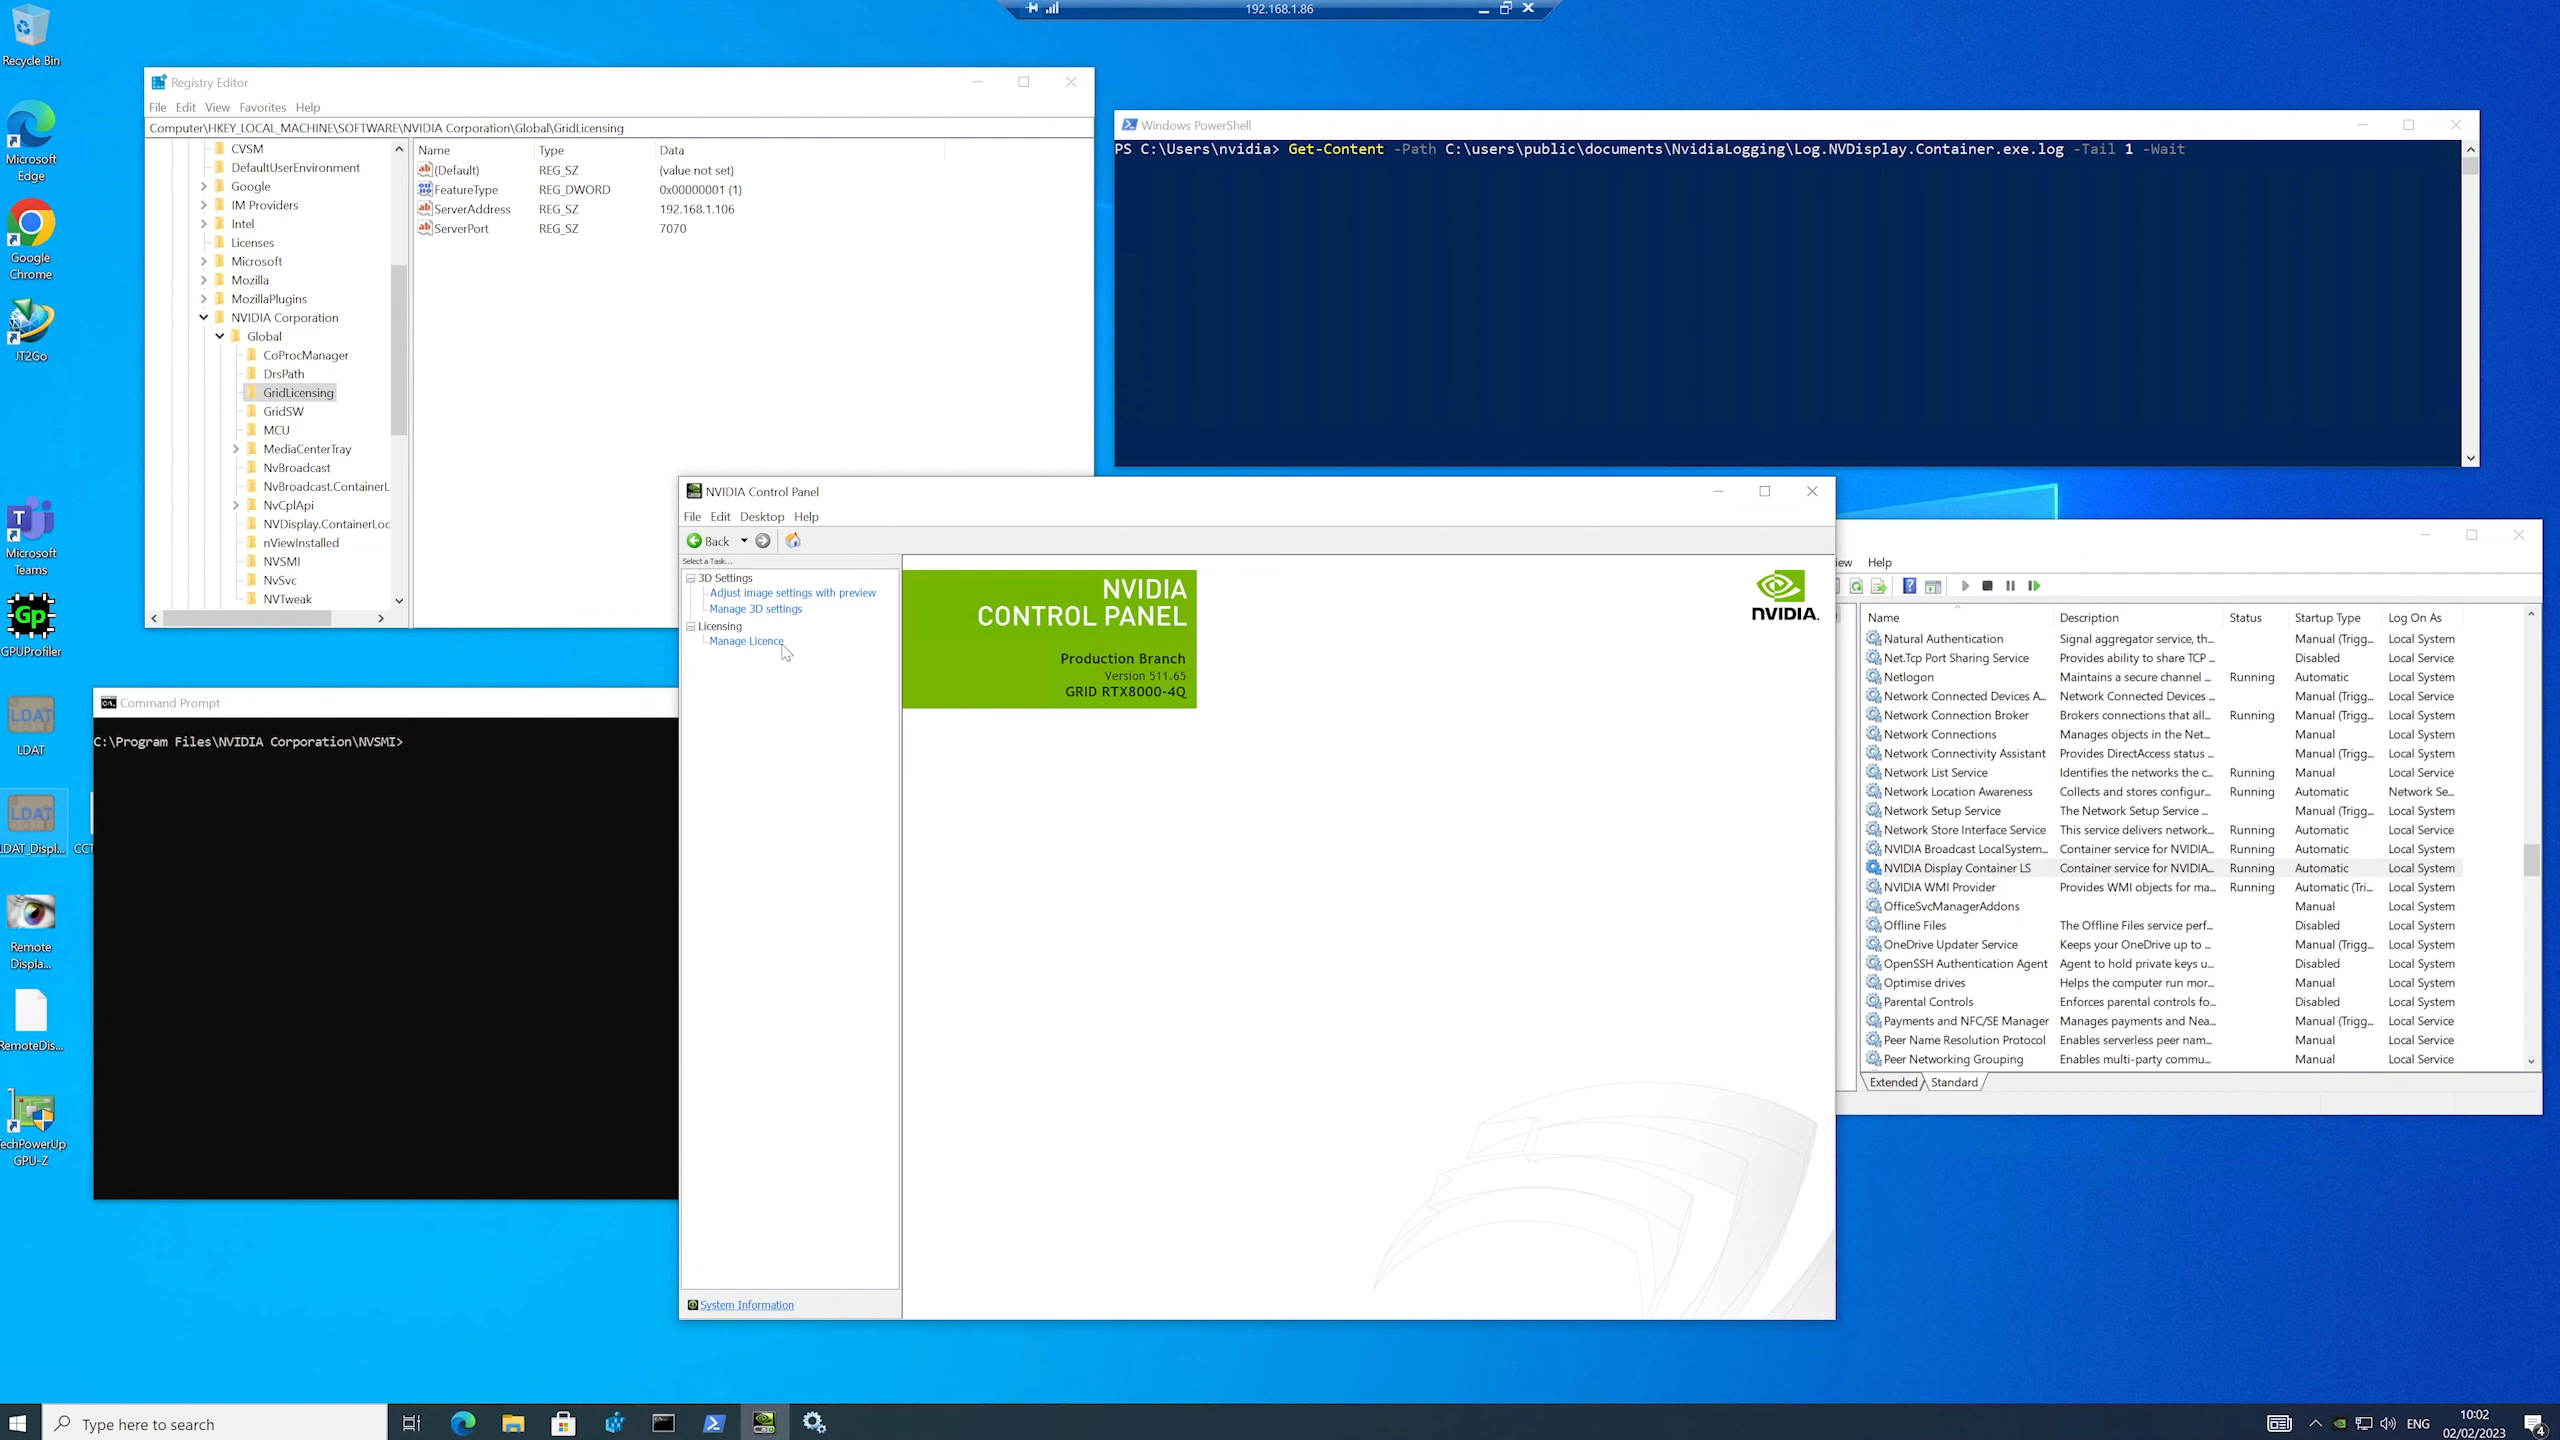 192.168.1.86
Recycle Bin
Microsoft
Edge
Google
Chrome
JT2Go
Microsoft
Teams
GPUProfiler
LDAT
LDAT
LDAT
LDAT_Displ...
CCT
Remote
Displa...
RemoteDis...
TechPowerUp
GPU-Z
Registry Editor
File Edit View Favorites Help
Computer\HKEY_LOCAL_MACHINE\SOFTWARE\NVIDIA Corporation\Global\GridLicensing
CVSM
DefaultUserEnvironment
Google
IM Providers
Intel
Licenses
Microsoft
Mozilla
MozillaPlugins
NVIDIA Corporation
Global
CoProcManager
DrsPath
GridLicensing
GridSW
MCU
MediaCenterTray
NvBroadcast
NvBroadcast.ContainerL
NvCplApi
NVDisplay.ContainerLoc
nViewInstalled
NVSMI
NvSvc
NVTweak
Name Type Data
(Default) REG_SZ (value not set)
FeatureType REG_DWORD 0x00000001 (1)
ServerAddress REG_SZ 192.168.1.106
ServerPort REG_SZ 7070
Windows PowerShell
PS C:\Users\nvidia> Get-Content -Path C:\users\public\documents\NvidiaLogging\Log.NVDisplay.Container.exe.log -Tail 1 -Wait
Command Prompt
C:\Program Files\NVIDIA Corporation\NVSMI>
NVIDIA Control Panel
File Edit Desktop Help
Back
Select a Task...
3D Settings
Adjust image settings with preview
Manage 3D settings
Licensing
Manage Licence
System Information
NVIDIA
CONTROL PANEL
Production Branch
Version 511.65
GRID RTX8000-4Q
NVIDIA.
iew Help
Name Description Status Startup Type Log On As
Natural Authentication Signal aggregator service, th... Manual (Trigg... Local System
Net.Tcp Port Sharing Service Provides ability to share TCP ... Disabled Local Service
Netlogon Maintains a secure channel ... Running Automatic Local System
Network Connected Devices A... Network Connected Devices ... Manual (Trigg... Local Service
Network Connection Broker Brokers connections that all... Running Manual (Trigg... Local System
Network Connections Manages objects in the Net... Manual Local System
Network Connectivity Assistant Provides DirectAccess status ... Manual (Trigg... Local System
Network List Service Identifies the networks the c... Running Manual Local Service
Network Location Awareness Collects and stores configur... Running Automatic Network Se...
Network Setup Service The Network Setup Service ... Manual (Trigg... Local System
Network Store Interface Service This service delivers network... Running Automatic Local Service
NVIDIA Broadcast LocalSystem... Container service for NVIDIA... Running Automatic Local System
NVIDIA Display Container LS Container service for NVIDIA... Running Automatic Local System
NVIDIA WMI Provider Provides WMI objects for ma... Running Automatic (Tri... Local System
OfficeSvcManagerAddons Manual Local System
Offline Files The Offline Files service perf... Disabled Local System
OneDrive Updater Service Keeps your OneDrive up to ... Manual (Trigg... Local System
OpenSSH Authentication Agent Agent to hold private keys u... Disabled Local System
Optimise drives Helps the computer run mor... Manual Local System
Parental Controls Enforces parental controls fo... Disabled Local System
Payments and NFC/SE Manager Manages payments and Nea... Manual (Trigg... Local Service
Peer Name Resolution Protocol Enables serverless peer nam... Manual Local Service
Peer Networking Grouping Enables multi-party commu... Manual Local Service
Extended Standard
Type here to search
ENG
10:02
02/02/2023
4